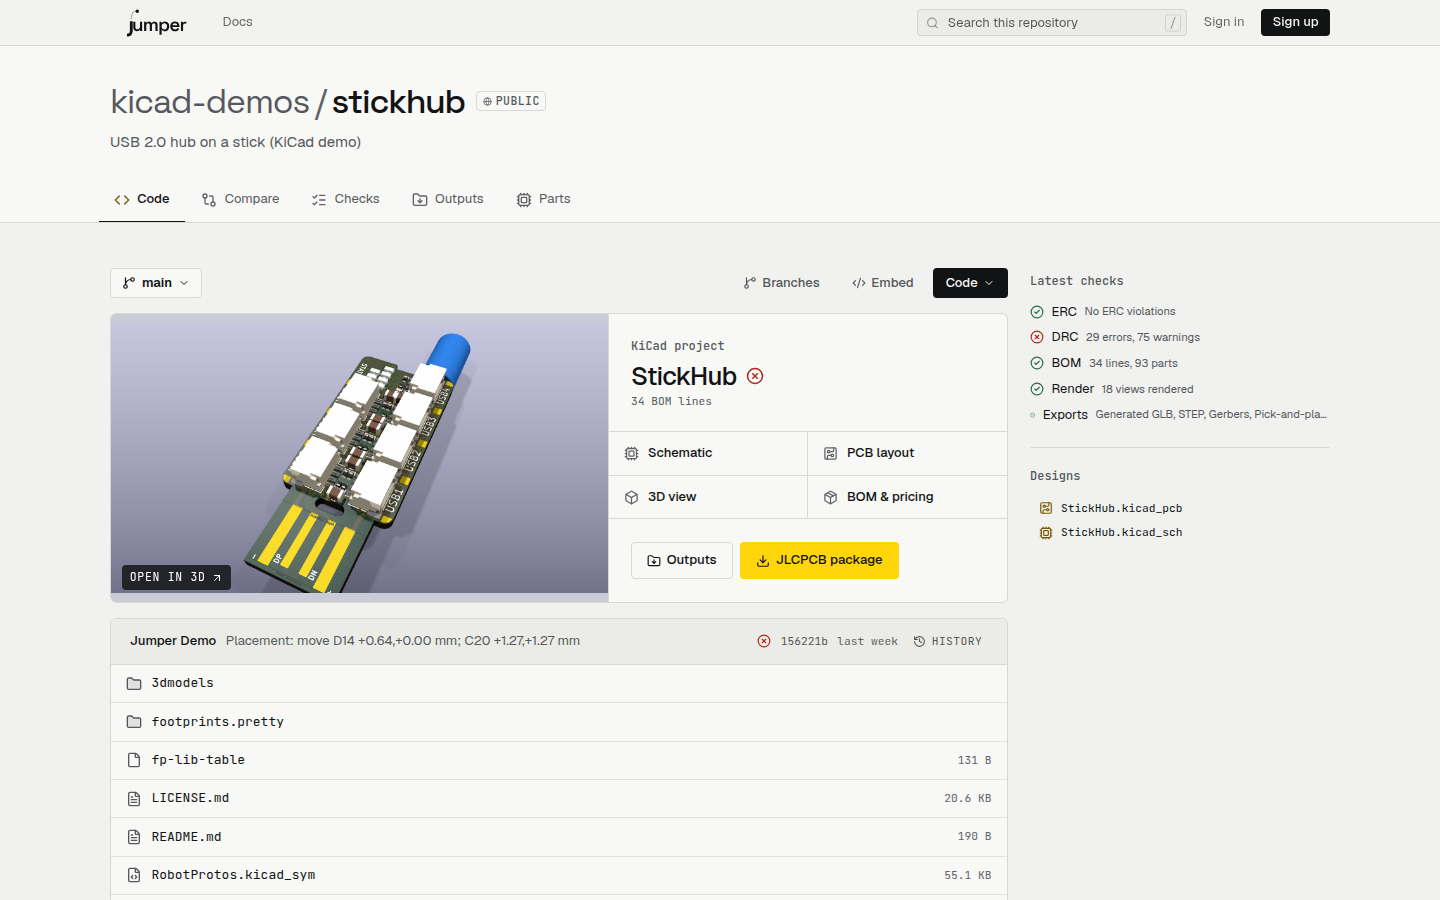 jumper
Docs
Search this repository
/
Sign in
Sign up
kicad-demos/stickhub
PUBLIC
USB 2.0 hub on a stick (KiCad demo)
Code
Compare
Checks
Outputs
Parts
main
Branches
Embed
Code
USB4
USB3
USB2
USB1
DP
DN
OPEN IN 3D
KiCad project
StickHub
34 BOM lines
Schematic
PCB layout
3D view
BOM & pricing
Outputs
JLCPCB package
Latest checks
ERC No ERC violations
DRC 29 errors, 75 warnings
BOM 34 lines, 93 parts
Render 18 views rendered
Exports Generated GLB, STEP, Gerbers, Pick-and-pla…
Designs
StickHub.kicad_pcb
StickHub.kicad_sch
Jumper Demo Placement: move D14 +0.64,+0.00 mm; C20 +1.27,+1.27 mm
156221b last week
HISTORY
3dmodels
footprints.pretty
fp-lib-table 131 B
LICENSE.md 20.6 KB
README.md 190 B
RobotProtos.kicad_sym 55.1 KB